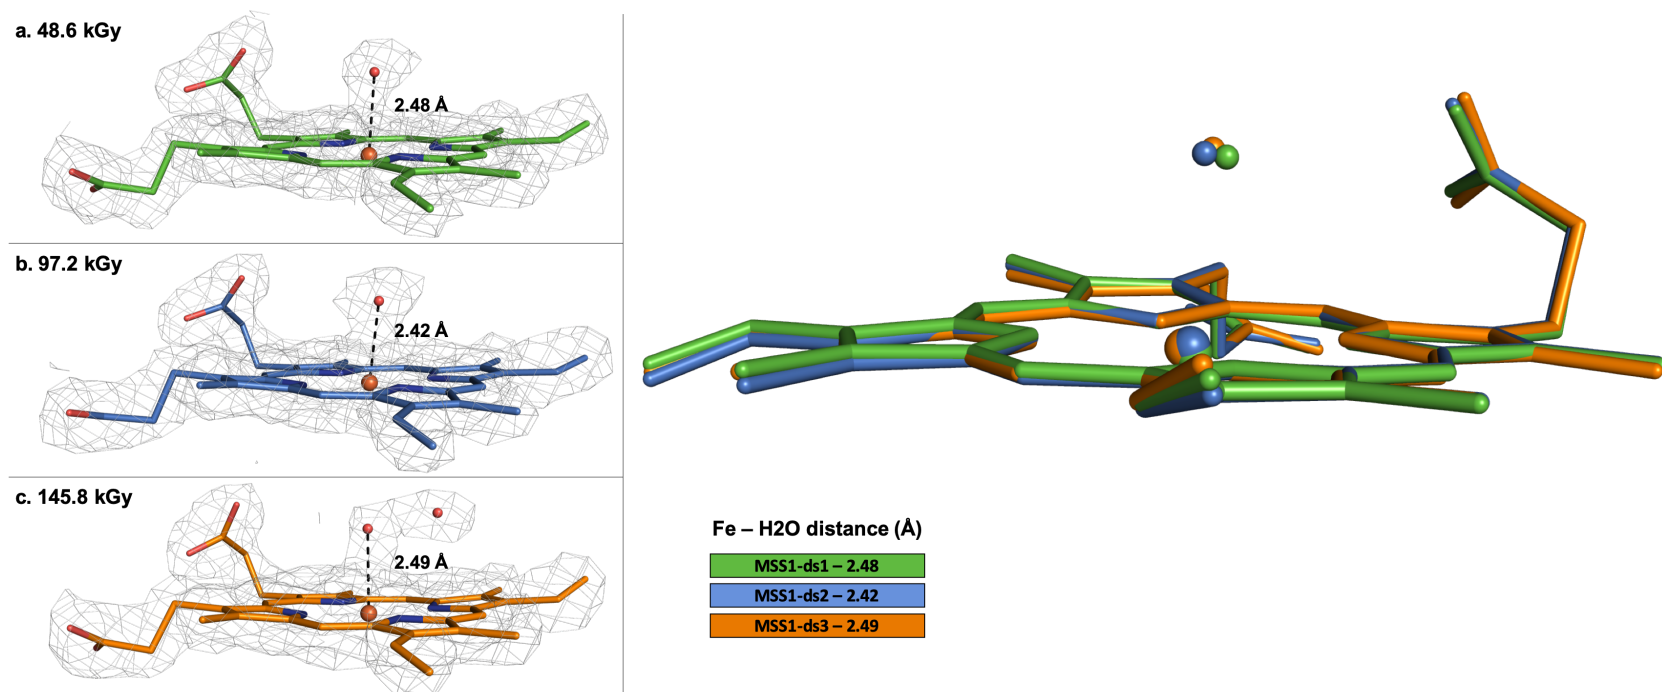 a. 48.6 kGy
2.48 Å
b. 97.2 kGy
2.42 Å
c. 145.8 kGy
2.49 Å
Fe – H2O distance (Å)
MSS1-ds1 – 2.48
MSS1-ds2 – 2.42
MSS1-ds3 – 2.49